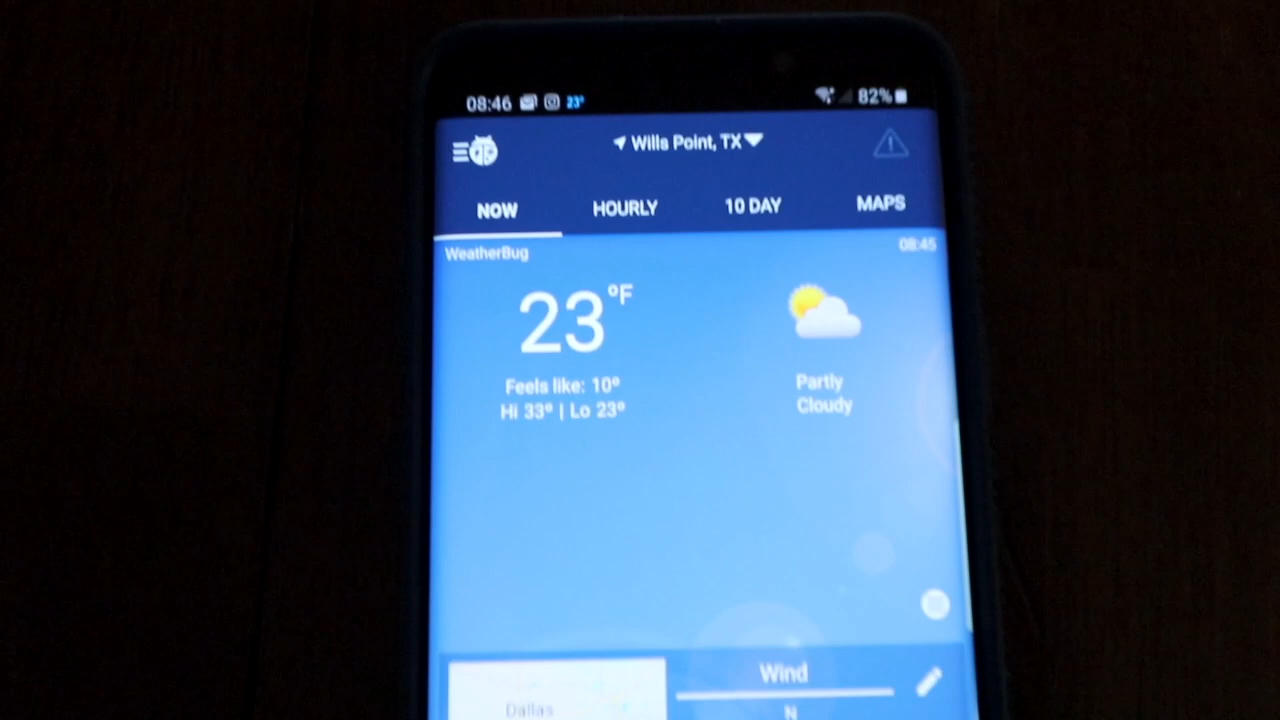 08:46 23° 82%
Wills Point, TX
NOW HOURLY 10 DAY MAPS
WeatherBug 08:45
23 °F
Feels like: 10°
Hi 33° | Lo 23°
Partly
Cloudy
Wind
Dallas
N